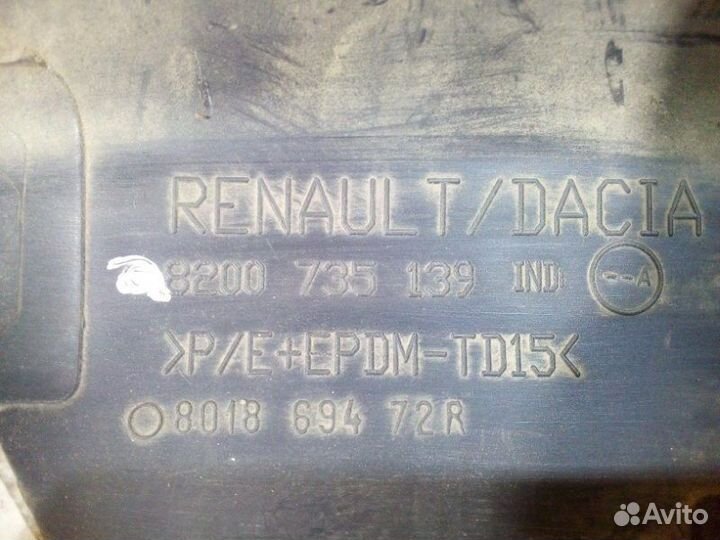 RENAULT/DACIA
8200 735 139 IND: --A
>P/E+EPDM-TD15<
8018 694 72R
Avito